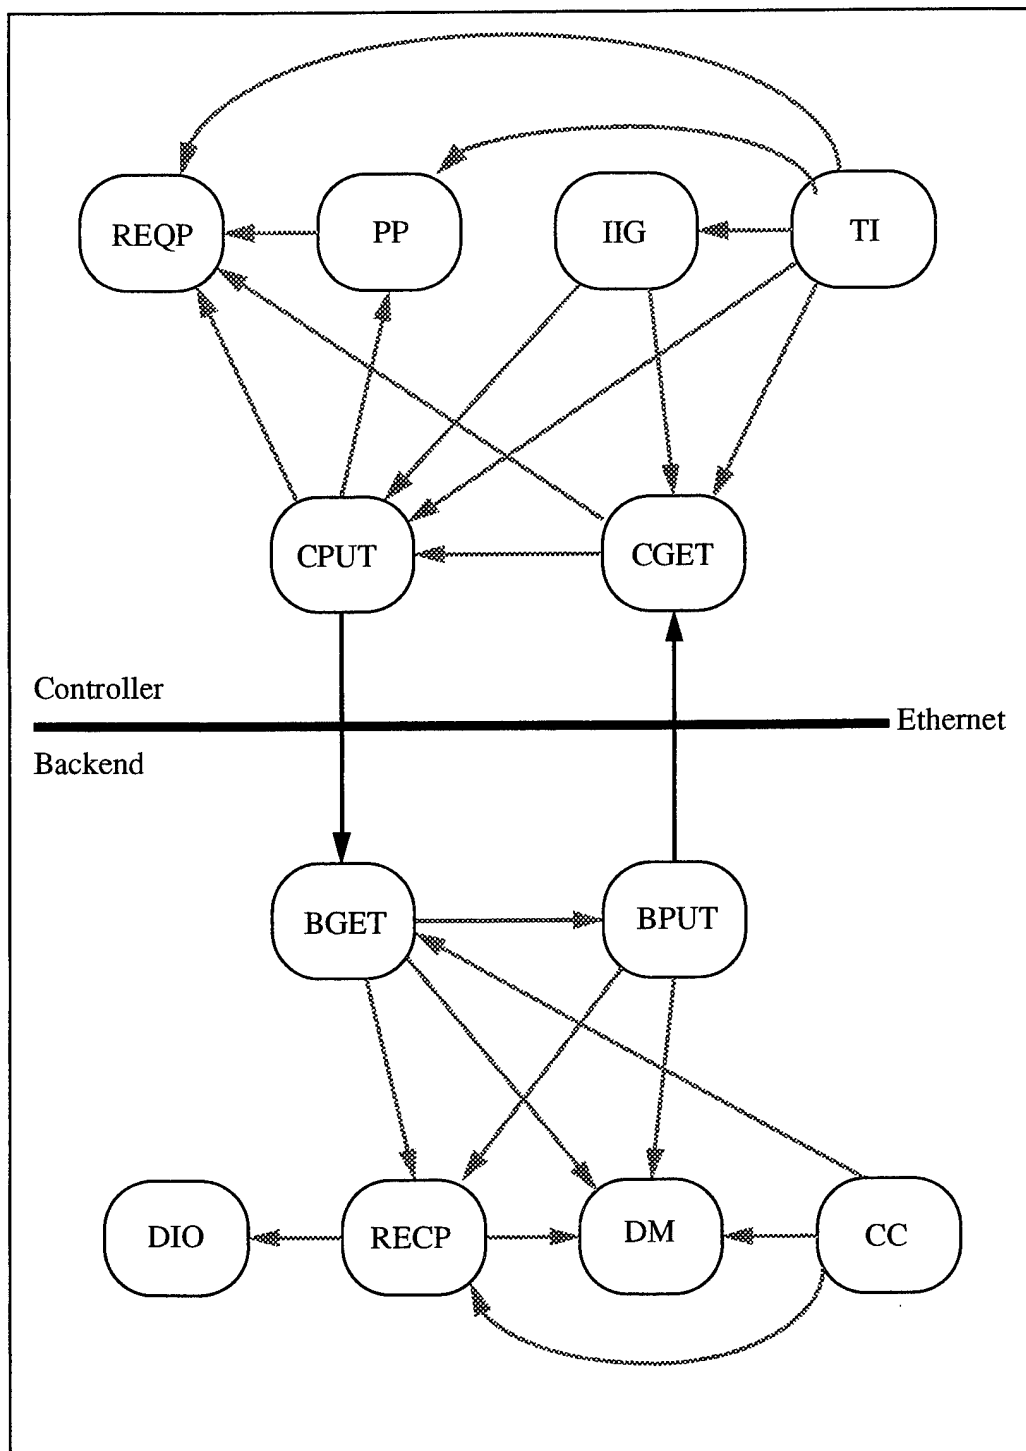 REQP
PP
IIG
TI
CPUT
CGET
Controller
Ethernet
Backend
BGET
BPUT
DIO
RECP
DM
CC